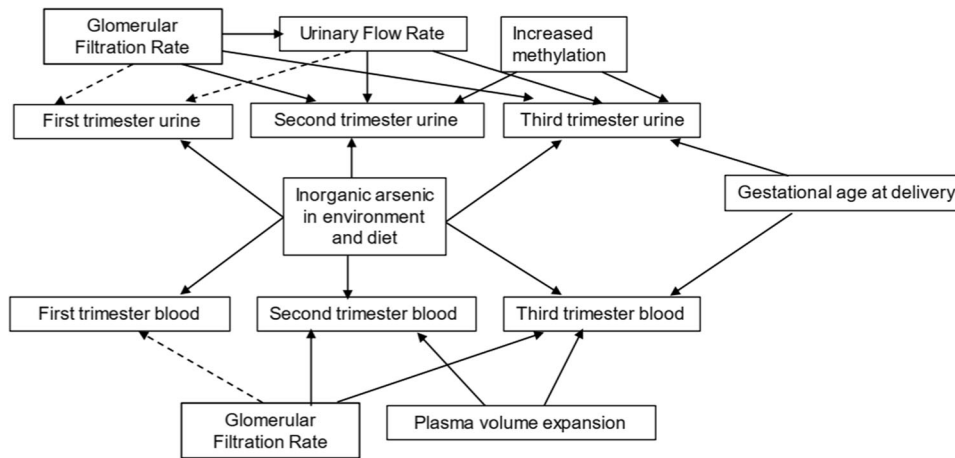 Glomerular
Filtration Rate
Urinary Flow Rate
Increased
methylation
First trimester urine
Second trimester urine
Third trimester urine
Inorganic arsenic
in environment
and diet
Gestational age at delivery
First trimester blood
Second trimester blood
Third trimester blood
Glomerular
Filtration Rate
Plasma volume expansion